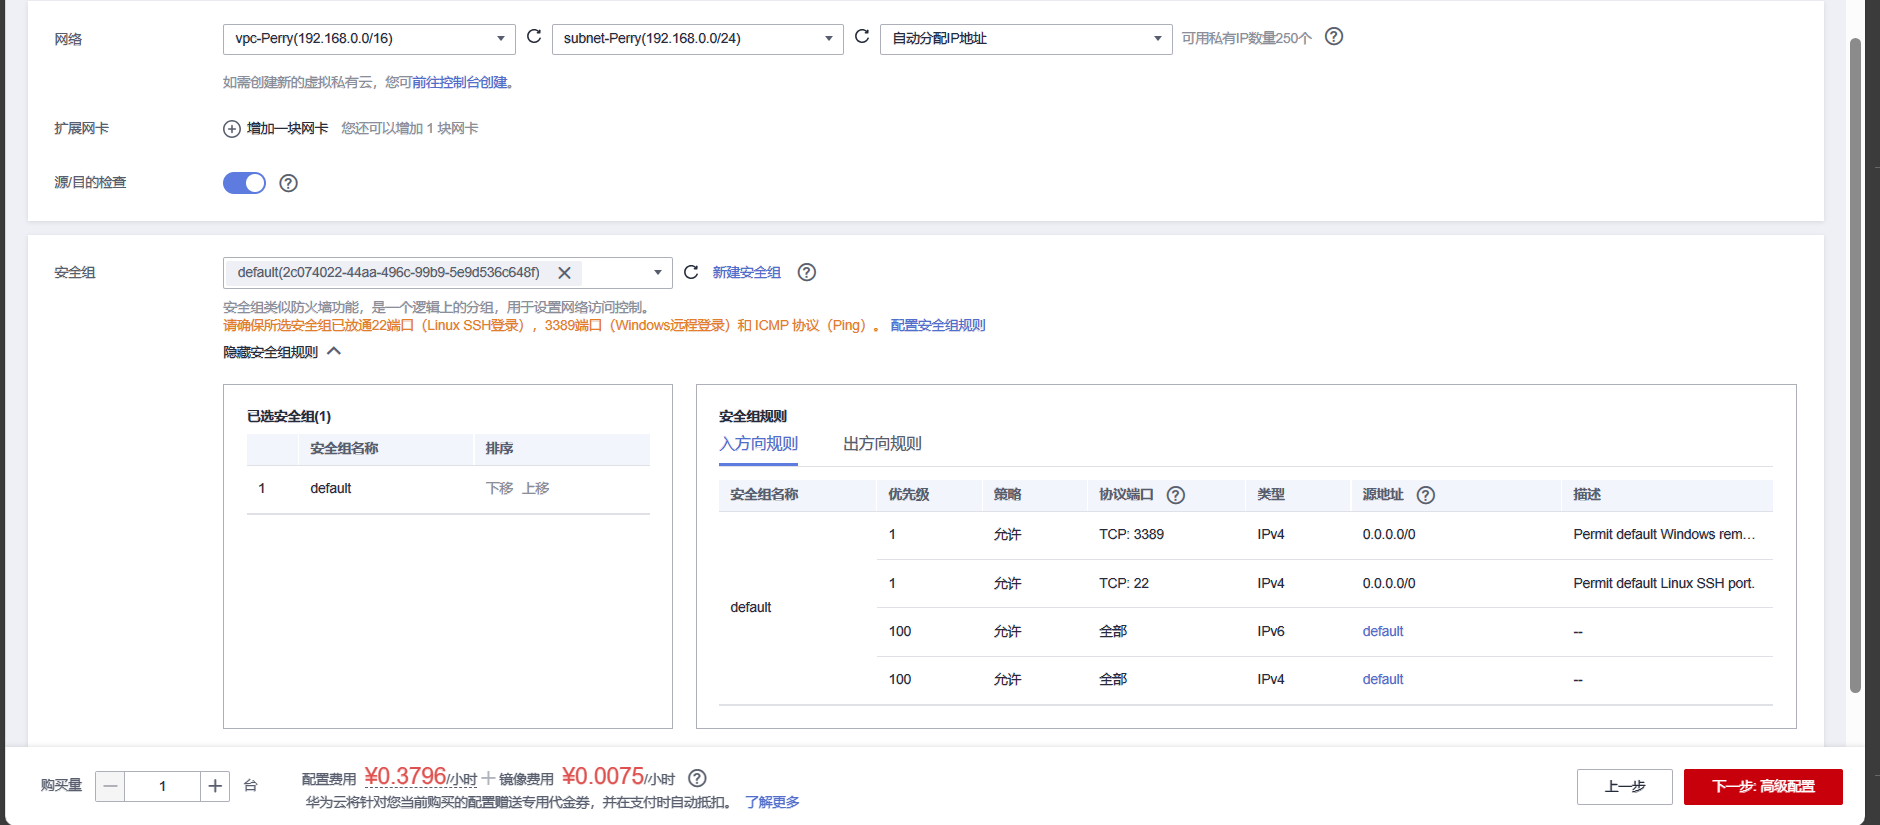 网络 vpc-Perry(192.168.0.0/16) subnet-Perry(192.168.0.0/24) 自动分配IP地址 可用私有IP数量250个
如需创建新的虚拟私有云，您可前往控制台创建。
扩展网卡 增加一块网卡 您还可以增加 1 块网卡
源/目的检查
安全组 default(2c074022-44aa-496c-99b9-5e9d536c648f) 新建安全组
安全组类似防火墙功能，是一个逻辑上的分组，用于设置网络访问控制。
请确保所选安全组已放通22端口（Linux SSH登录），3389端口（Windows远程登录）和 ICMP 协议（Ping）。 配置安全组规则
隐藏安全组规则
已选安全组(1)
安全组名称 排序
1 default 下移 上移
安全组规则
入方向规则 出方向规则
安全组名称 优先级 策略 协议端口 类型 源地址 描述
1 允许 TCP: 3389 IPv4 0.0.0.0/0 Permit default Windows rem…
1 允许 TCP: 22 IPv4 0.0.0.0/0 Permit default Linux SSH port.
default
100 允许 全部 IPv6 default --
100 允许 全部 IPv4 default --
购买量 1 台
配置费用 ¥0.3796/小时 + 镜像费用 ¥0.0075/小时
华为云将针对您当前购买的配置赠送专用代金券，并在支付时自动抵扣。 了解更多
上一步 下一步: 高级配置